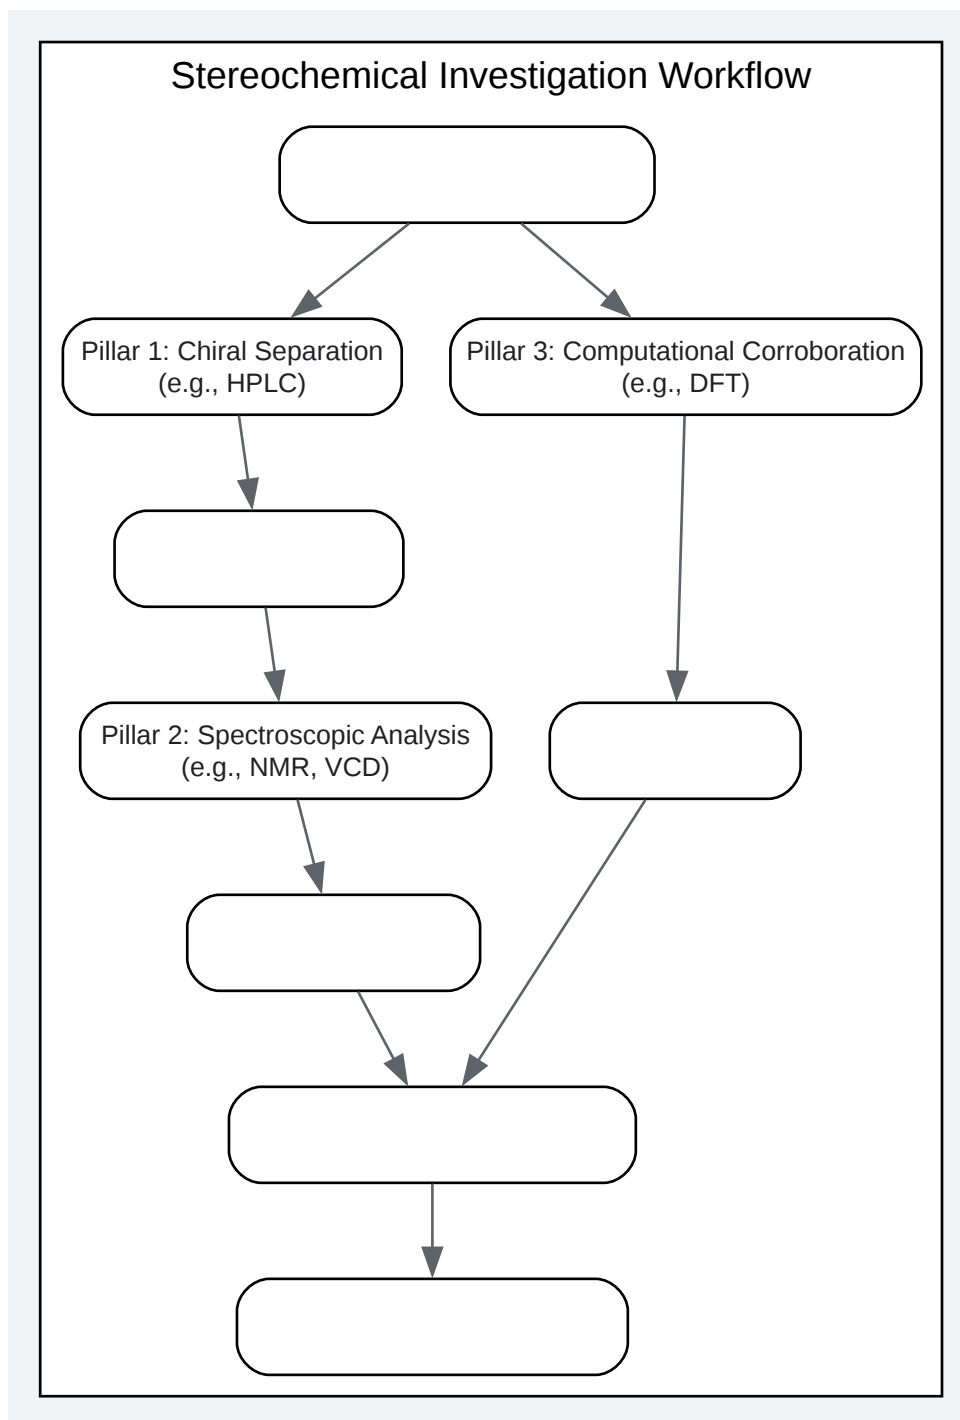 Stereochemical Investigation Workflow
Pillar 1: Chiral Separation
(e.g., HPLC)
Pillar 3: Computational Corroboration
(e.g., DFT)
Pillar 2: Spectroscopic Analysis
(e.g., NMR, VCD)